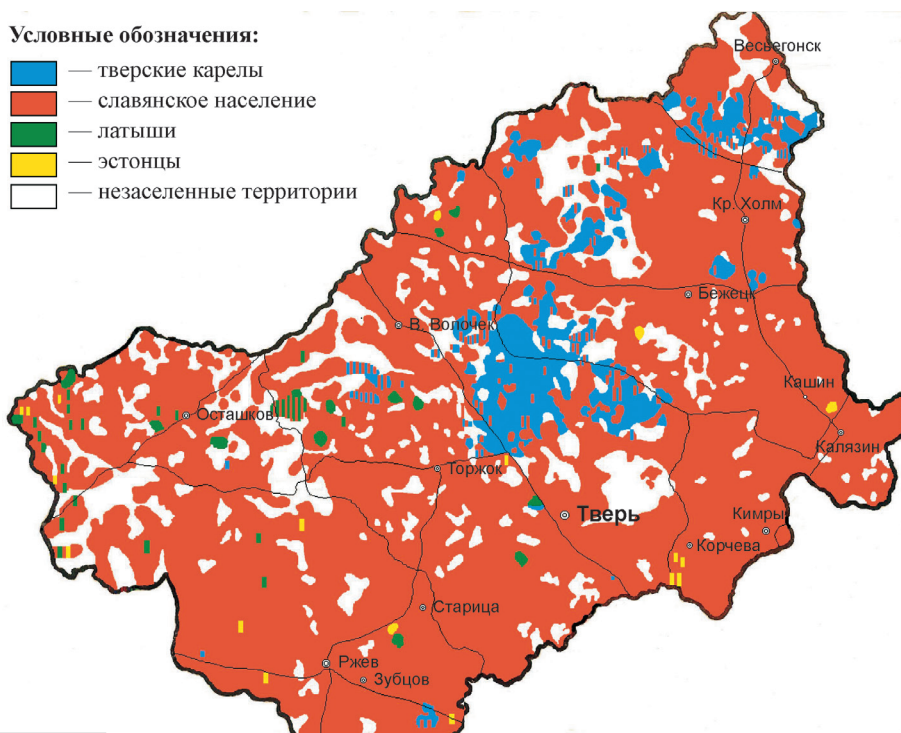 Условные обозначения:
— тверские карелы
— славянское население
— латыши
— эстонцы
— незаселенные территории
Весьегонск
Кр. Холм
Бежецк
В. Волочек
Кашин
Осташков
Калязин
Торжок
Тверь
Кимры
Корчева
Старица
Ржев
Зубцов